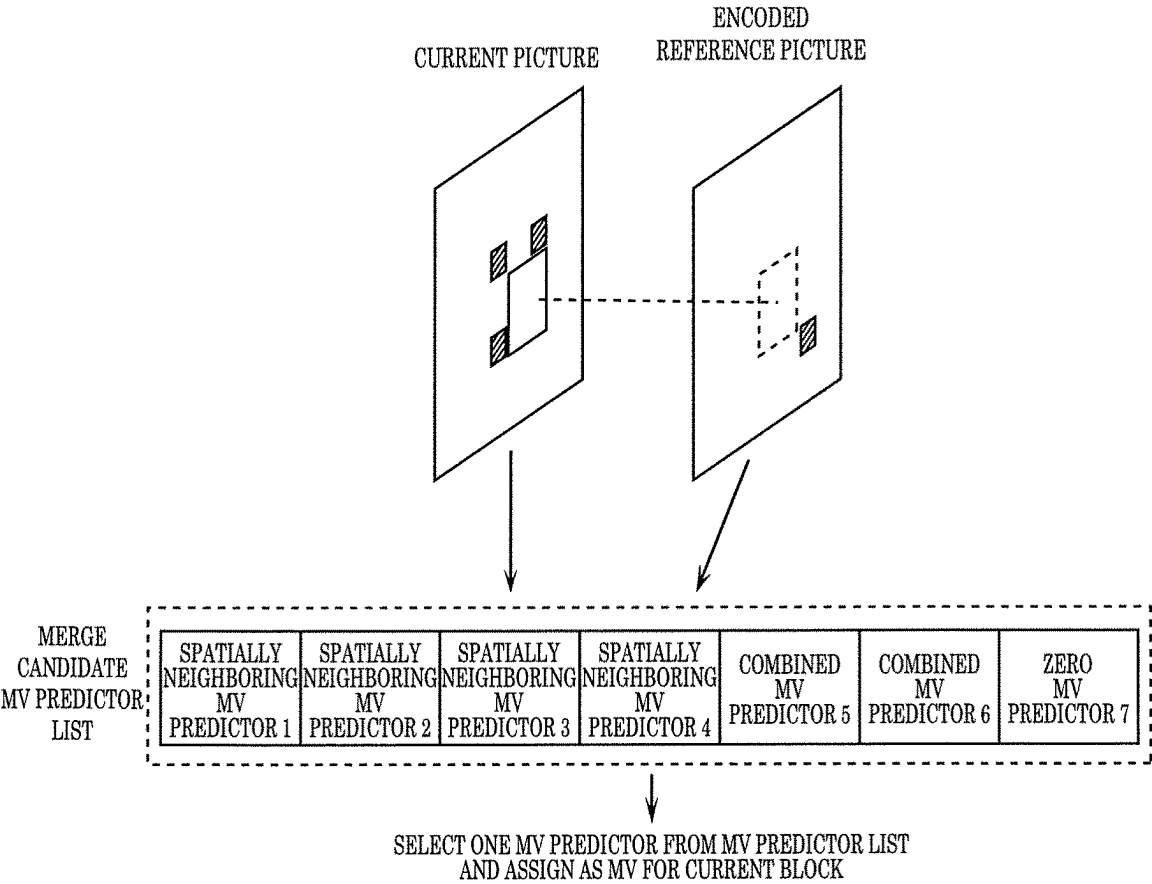 ENCODED
REFERENCE PICTURE
CURRENT PICTURE
MERGE
CANDIDATE
MV PREDICTOR
LIST
SPATIALLY
NEIGHBORING
MV
PREDICTOR 1
SPATIALLY
NEIGHBORING
MV
PREDICTOR 2
SPATIALLY
NEIGHBORING
MV
PREDICTOR 3
SPATIALLY
NEIGHBORING
MV
PREDICTOR 4
COMBINED
MV
PREDICTOR 5
COMBINED
MV
PREDICTOR 6
ZERO
MV
PREDICTOR 7
SELECT ONE MV PREDICTOR FROM MV PREDICTOR LIST
AND ASSIGN AS MV FOR CURRENT BLOCK